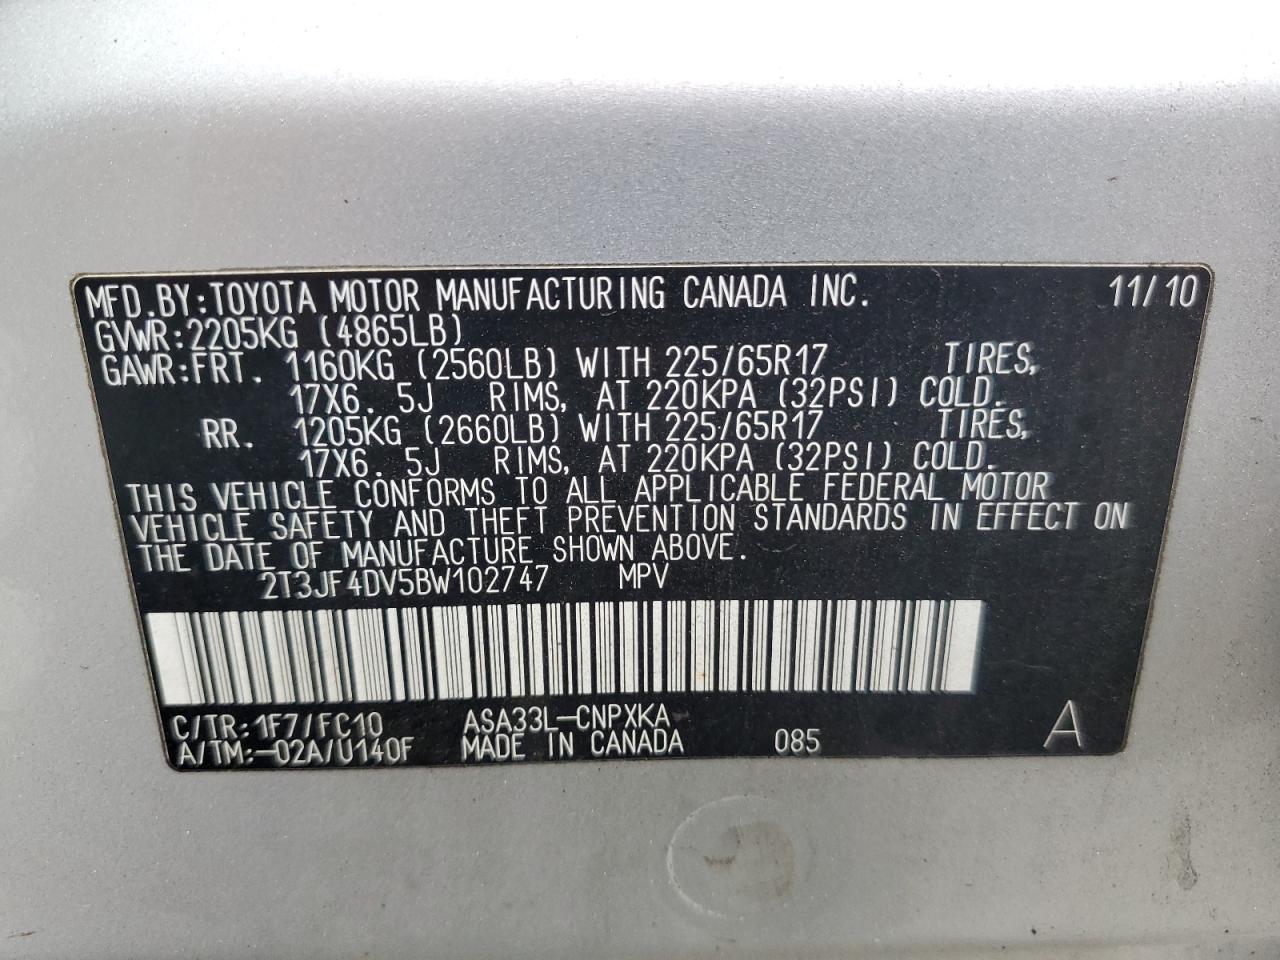 MFD.BY:TOYOTA MOTOR MANUFACTURING CANADA INC. 11/10
GVWR:2205KG (4865LB)
GAWR:FRT. 1160KG (2560LB) WITH 225/65R17 TIRES,
17X6. 5J RIMS, AT 220KPA (32PSI) COLD.
RR. 1205KG (2660LB) WITH 225/65R17 TIRES,
17X6. 5J RIMS, AT 220KPA (32PSI) COLD.
THIS VEHICLE CONFORMS TO ALL APPLICABLE FEDERAL MOTOR
VEHICLE SAFETY AND THEFT PREVENTION STANDARDS IN EFFECT ON
THE DATE OF MANUFACTURE SHOWN ABOVE.
2T3JF4DV5BW102747 MPV
C/TR:1F7/FC10 ASA33L-CNPXKA
A/TM:-02A/U140F MADE IN CANADA 085 A